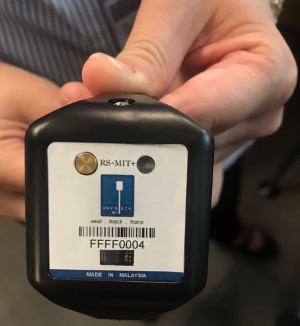 RS-MIT+
seal . track . trace
FFFF0004
MADE IN MALAYSIA